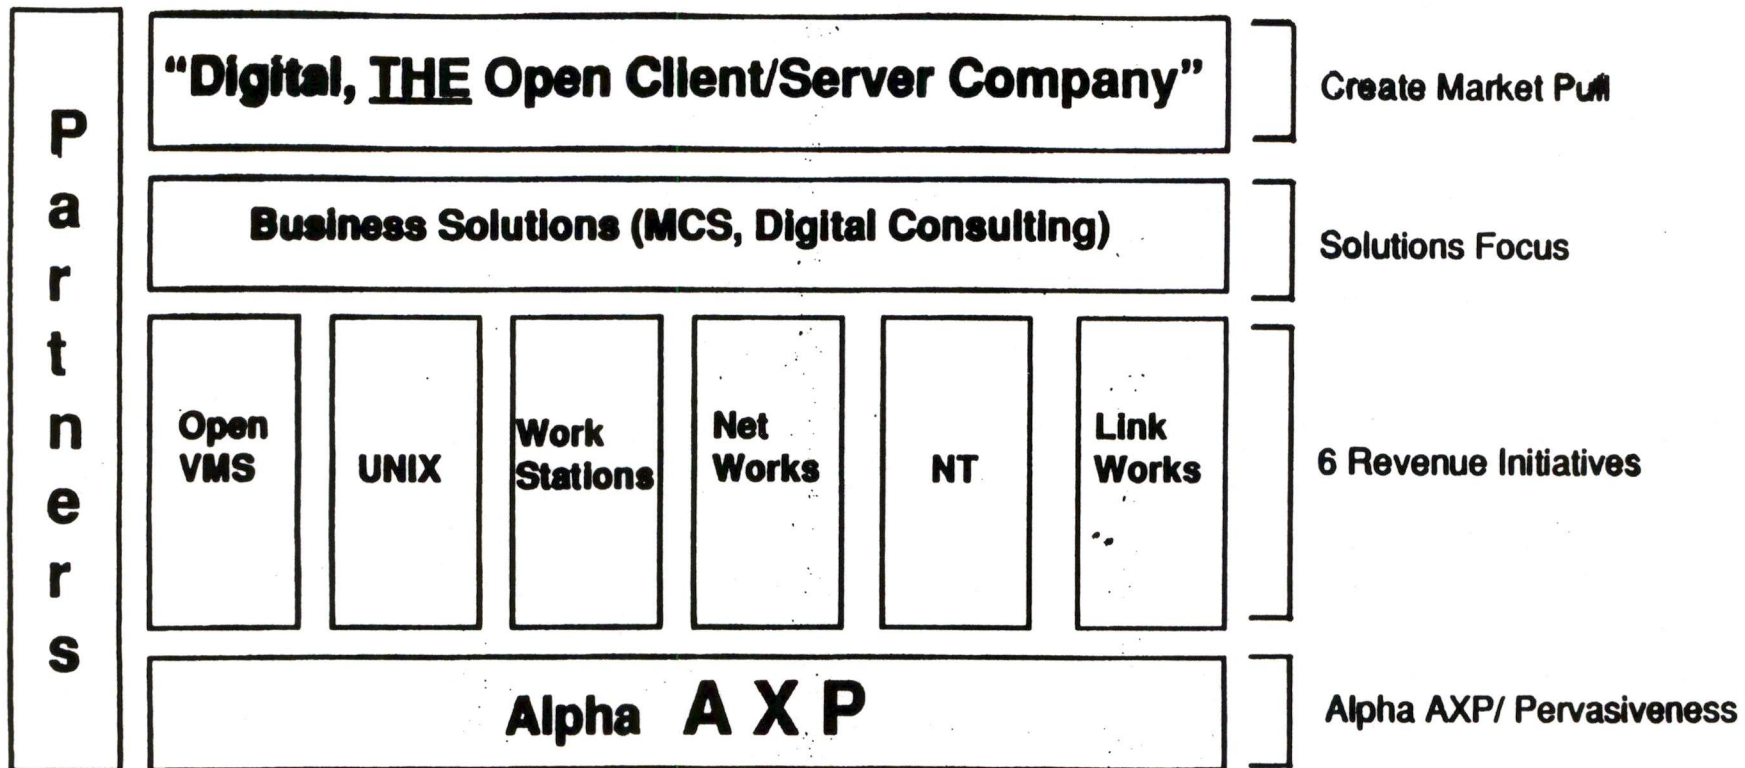 Partners
“Digital, THE Open Client/Server Company”
Create Market Pull
Business Solutions (MCS, Digital Consulting)
Solutions Focus
Open
VMS
UNIX
Work
Stations
Net
Works
NT
Link
Works
6 Revenue Initiatives
Alpha AXP
Alpha AXP/ Pervasiveness